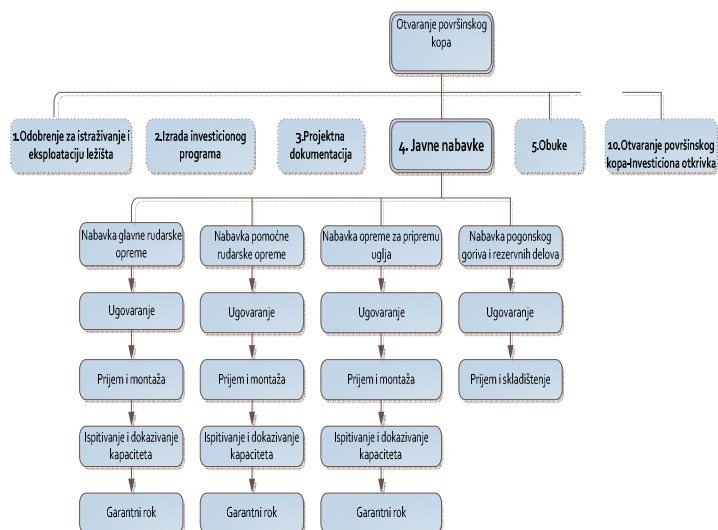 Otvaranje površinskog
kopa
1.Odobrenje za istraživanje i
eksploataciju ležišta
2.Izrada investicionog
programa
3.Projektna
dokumentacija
4. Javne nabavke
5.Obuke
10.Otvaranje površinskog
kopa-Investiciona otkrivka
Nabavka glavne rudarske
opreme
Nabavka pomoćne
rudarske opreme
Nabavka opreme za pripremu
uglja
Nabavka pogonskog
goriva i rezervnih delova
Ugovaranje
Ugovaranje
Ugovaranje
Ugovaranje
Prijem i montaža
Prijem i montaža
Prijem i montaža
Prijem i skladištenje
Ispitivanje i dokazivanje
kapaciteta
Ispitivanje i dokazivanje
kapaciteta
Ispitivanje i dokazivanje
kapaciteta
Garantni rok
Garantni rok
Garantni rok